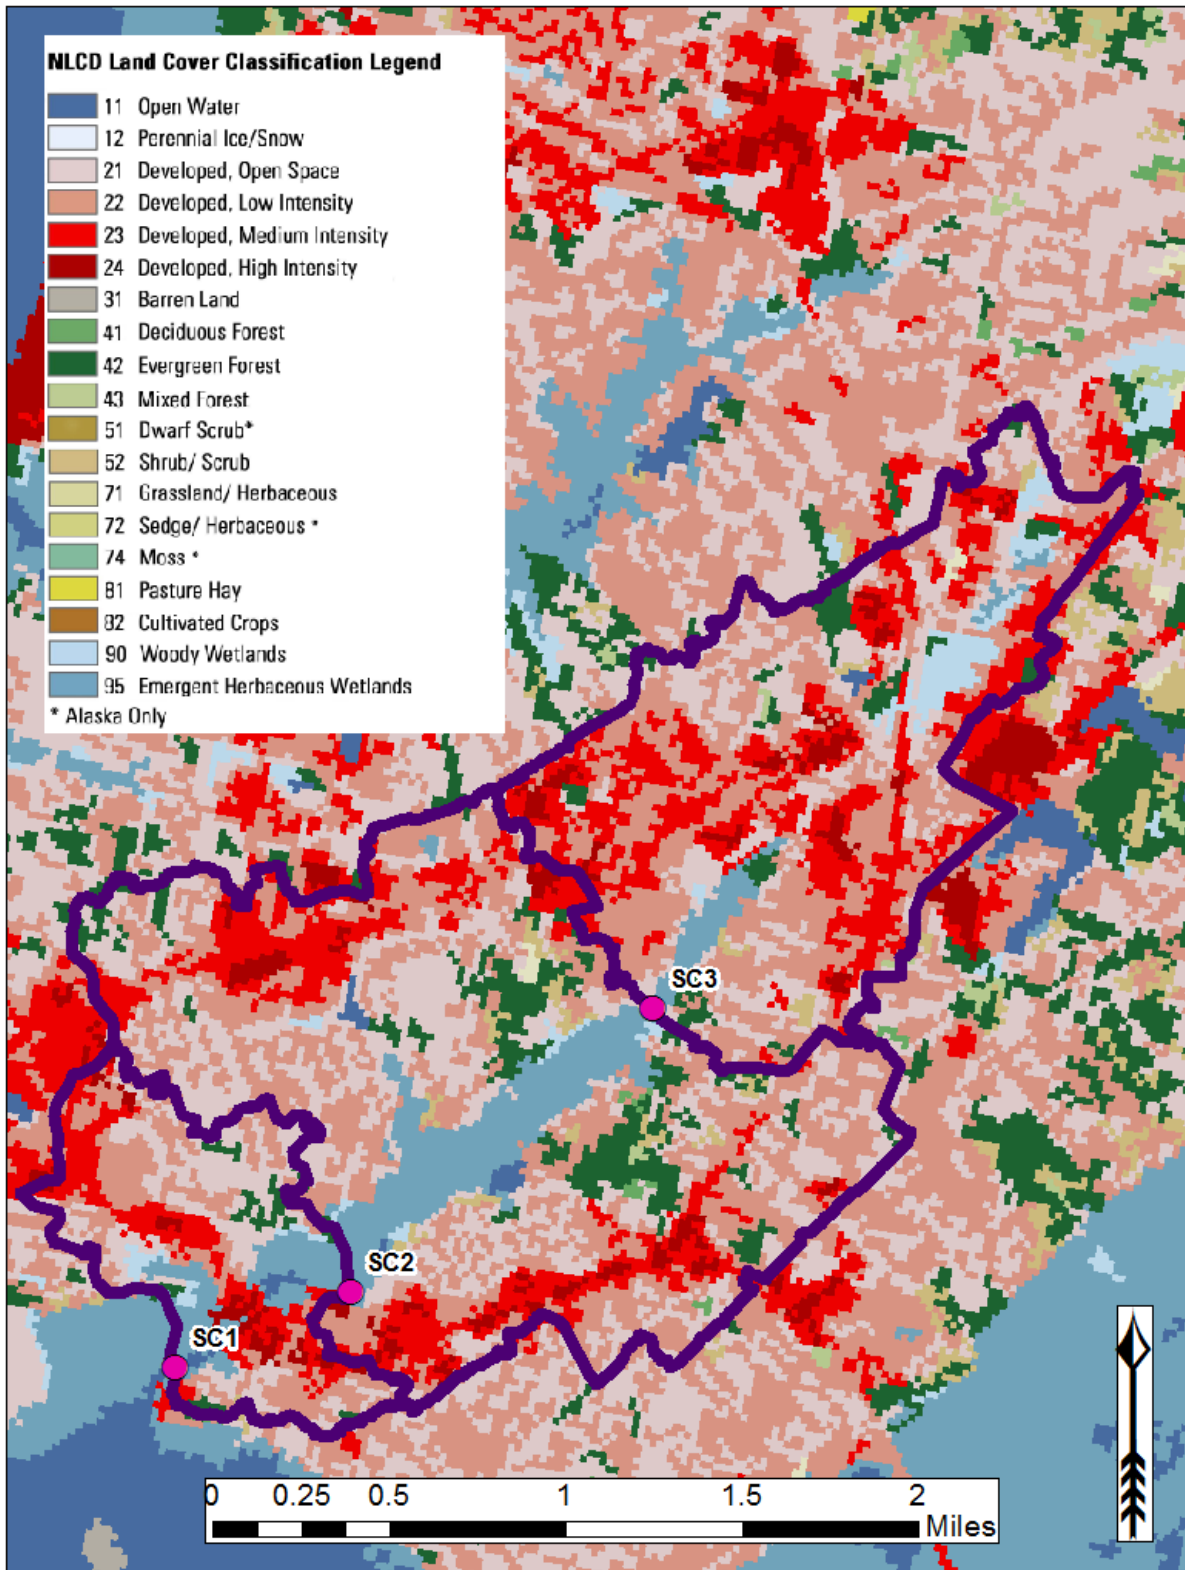 NLCD Land Cover Classification Legend
11 Open Water
12 Perennial Ice/Snow
21 Developed, Open Space
22 Developed, Low Intensity
23 Developed, Medium Intensity
24 Developed, High Intensity
31 Barren Land
41 Deciduous Forest
42 Evergreen Forest
43 Mixed Forest
51 Dwarf Scrub*
52 Shrub/ Scrub
71 Grassland/ Herbaceous
72 Sedge/ Herbaceous *
74 Moss *
81 Pasture Hay
82 Cultivated Crops
90 Woody Wetlands
95 Emergent Herbaceous Wetlands
* Alaska Only
SC3
SC2
SC1
0 0.25 0.5 1 1.5 2
Miles